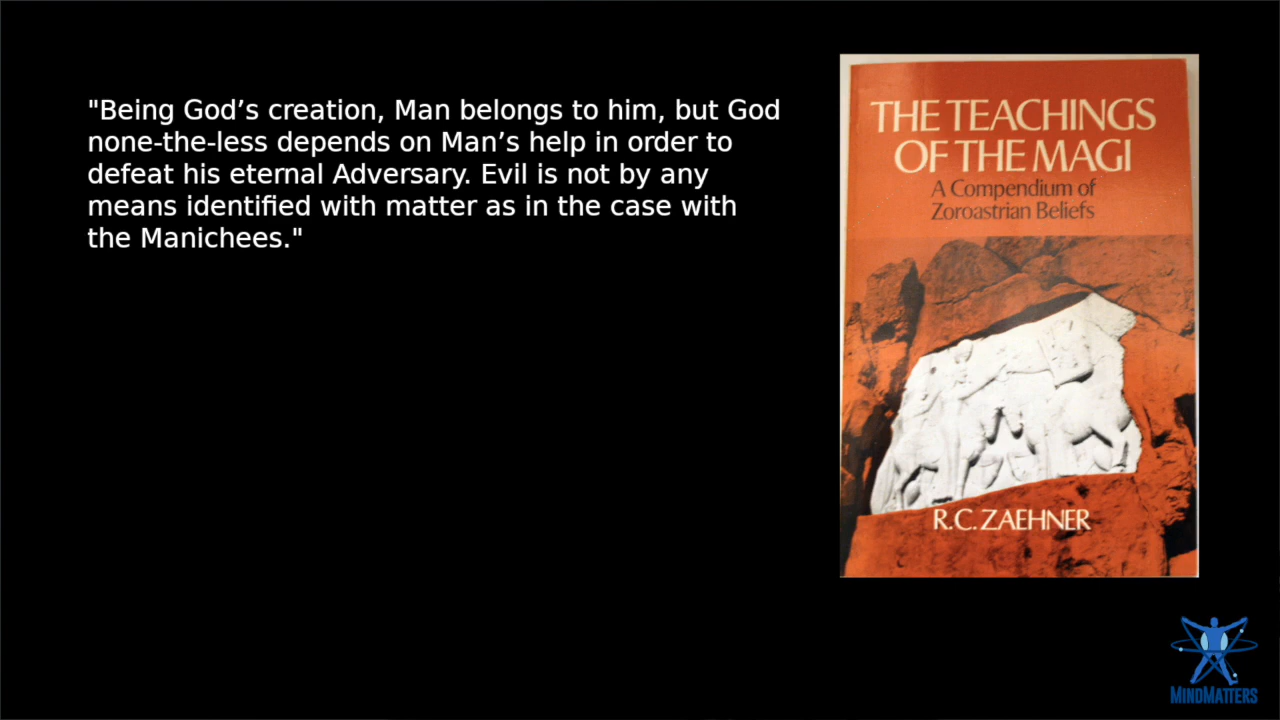 "Being God’s creation, Man belongs to him, but God
none-the-less depends on Man’s help in order to
defeat his eternal Adversary. Evil is not by any
means identified with matter as in the case with
the Manichees."
THE TEACHINGS
OF THE MAGI
A Compendium of
Zoroastrian Beliefs
R.C. ZAEHNER
MINDMATTERS